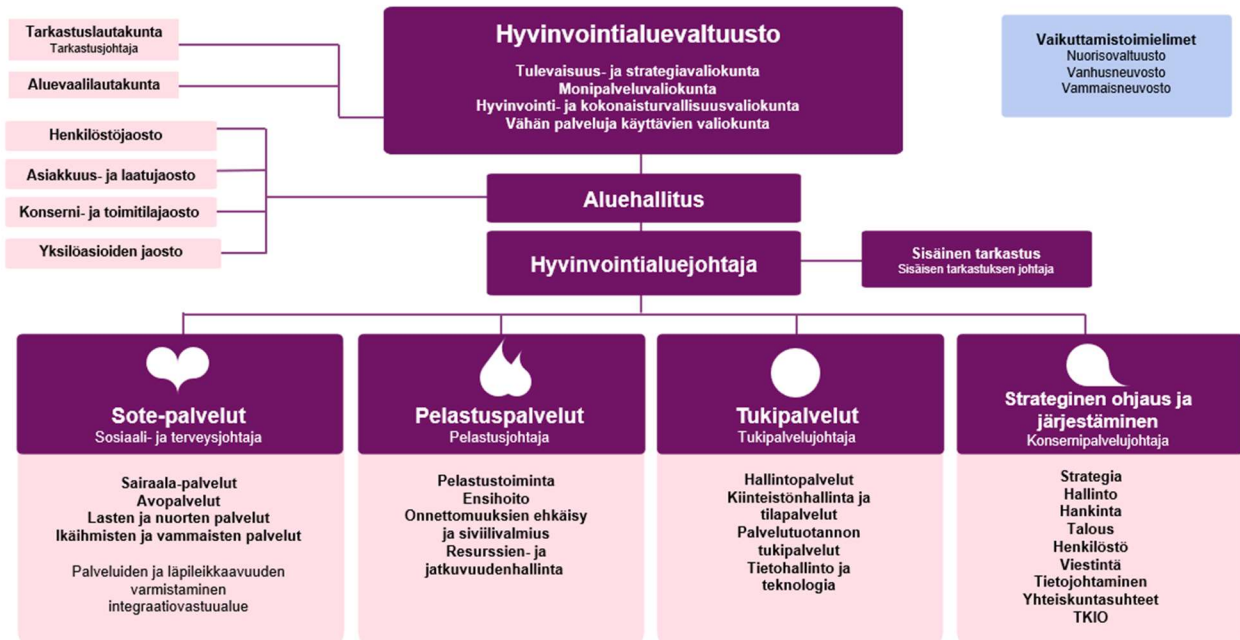 Tarkastuslautakunta
Tarkastusjohtaja
Aluevaalilautakunta
Henkilöstöjaosto
Asiakkuus- ja laatujaosto
Konserni- ja toimitilajaosto
Yksilöasioiden jaosto
Hyvinvointialuevaltuusto
Tulevaisuus- ja strategiavaliokunta
Monipalveluvaliokunta
Hyvinvointi- ja kokonaisturvallisuusvaliokunta
Vähän palveluja käyttävien valiokunta
Vaikuttamistoimielimet
Nuorisovaltuusto
Vanhusneuvosto
Vammaisneuvosto
Aluehallitus
Hyvinvointialuejohtaja
Sisäinen tarkastus
Sisäisen tarkastuksen johtaja
Sote-palvelut
Sosiaali- ja terveysjohtaja
Sairaala-palvelut
Avopalvelut
Lasten ja nuorten palvelut
Ikäihmisten ja vammaisten palvelut
Palveluiden ja läpileikkaavuuden
varmistaminen
integraatiovastuualue
Pelastuspalvelut
Pelastusjohtaja
Pelastustoiminta
Ensihoito
Onnettomuuksien ehkäisy
ja siviilivalmius
Resurssien- ja
jatkuvuudenhallinta
Tukipalvelut
Tukipalvelujohtaja
Hallintopalvelut
Kiinteistönhallinta ja
tilapalvelut
Palvelutuotannon
tukipalvelut
Tietohallinto ja
teknologia
Strateginen ohjaus ja
järjestäminen
Konsernipalvelujohtaja
Strategia
Hallinto
Hankinta
Talous
Henkilöstö
Viestintä
Tietojohtaminen
Yhteiskuntasuhteet
TKIO